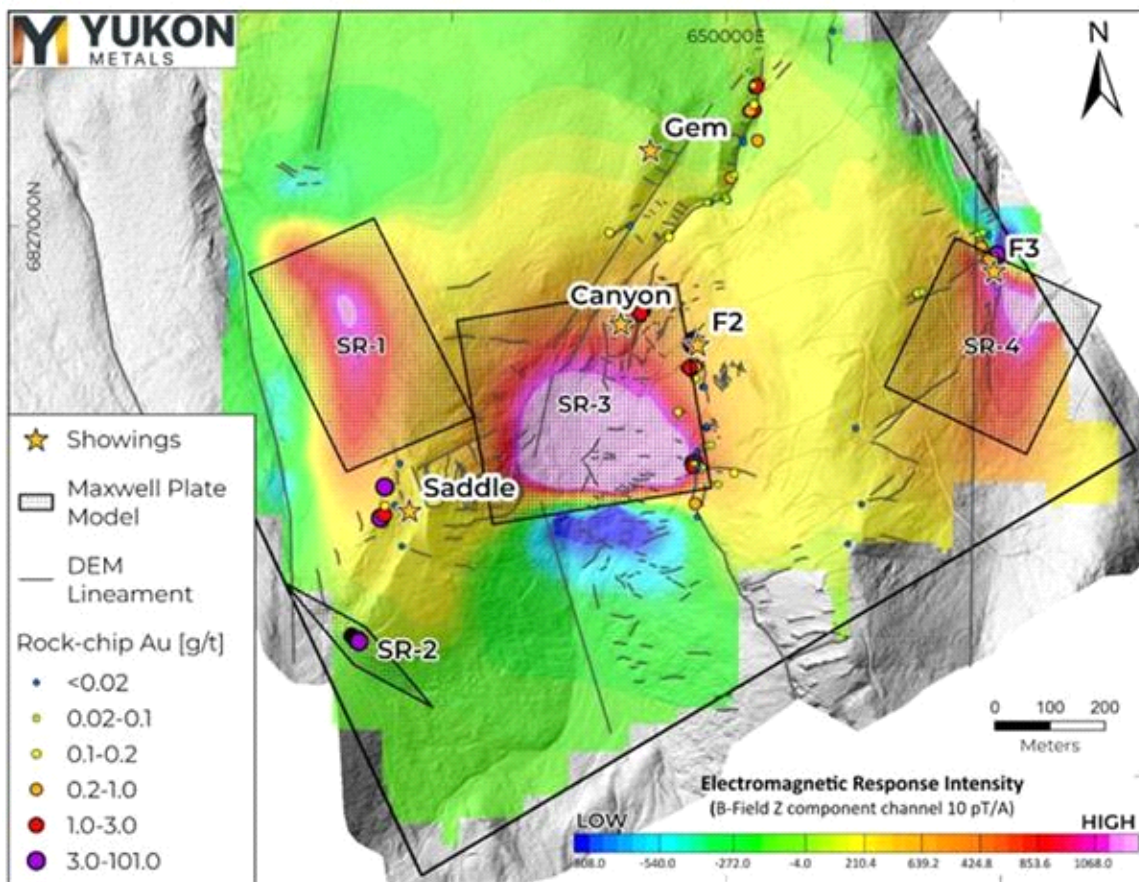 YUKON
METALS
650000E
N
6827000N
Gem
F3
Canyon
F2
SR-1
SR-4
SR-3
Saddle
SR-2
Showings
Maxwell Plate
Model
DEM
Lineament
Rock-chip Au [g/t]
<0.02
0.02-0.1
0.1-0.2
0.2-1.0
1.0-3.0
3.0-101.0
0 100 200
Meters
Electromagnetic Response Intensity
(B-Field Z component channel 10 pT/A)
LOW HIGH
-540.0 -272.0 -4.0 210.4 639.2 424.8 853.6 1068.0